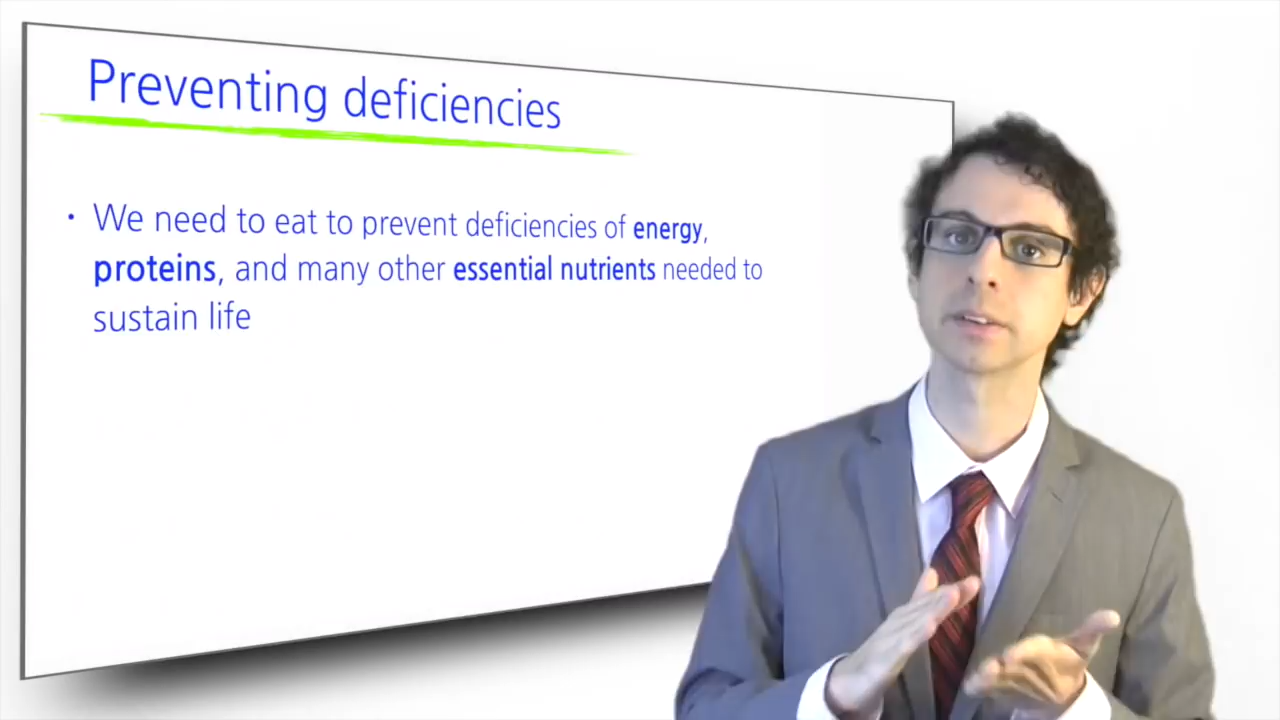 Preventing deficiencies
• We need to eat to prevent deficiencies of energy,
proteins, and many other essential nutrients needed to
sustain life